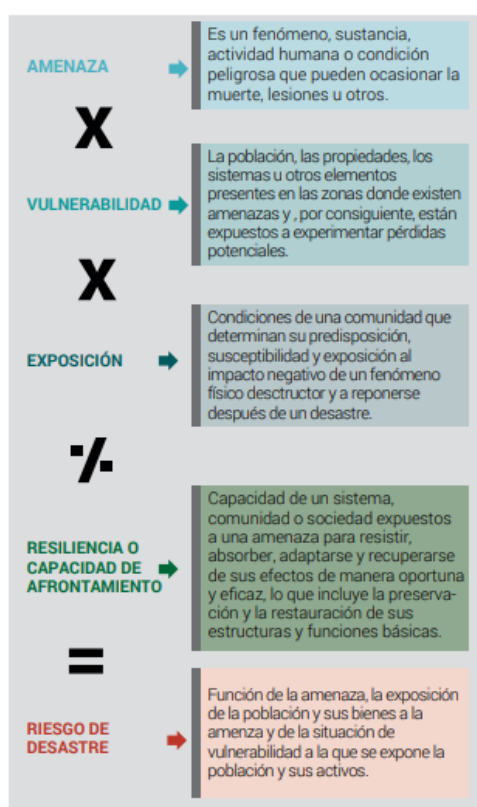 AMENAZA
Es un fenómeno, sustancia,
actividad humana o condición
peligrosa que pueden ocasionar la
muerte, lesiones u otros.
X
VULNERABILIDAD
La población, las propiedades, los
sistemas u otros elementos
presentes en las zonas donde existen
amenazas y , por consiguiente, están
expuestos a experimentar pérdidas
potenciales.
X
EXPOSICIÓN
Condiciones de una comunidad que
determinan su predisposición,
susceptibilidad y exposición al
impacto negativo de un fenómeno
físico desctructor y a reponerse
después de un desastre.
٪
RESILIENCIA O
CAPACIDAD DE
AFRONTAMIENTO
Capacidad de un sistema,
comunidad o sociedad expuestos
a una amenaza para resistir,
absorber, adaptarse y recuperarse
de sus efectos de manera oportuna
y eficaz, lo que incluye la preserva-
ción y la restauración de sus
estructuras y funciones básicas.
=
RIESGO DE
DESASTRE
Función de la amenaza, la exposición
de la población y sus bienes a la
amenza y de la situación de
vulnerabilidad a la que se expone la
población y sus activos.